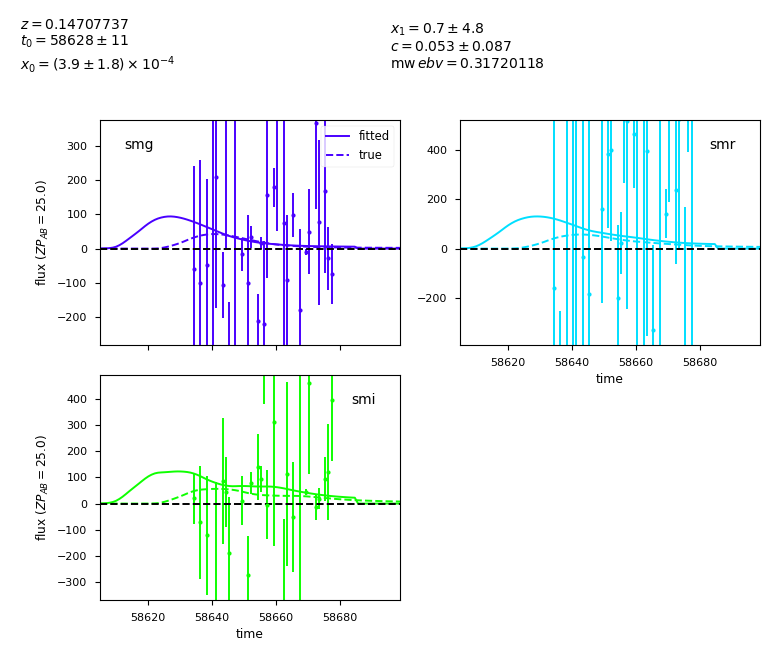 z = 0.14707737
t₀ = 58628 ± 11
x₀ = (3.9 ± 1.8) × 10⁻⁴
x₁ = 0.7 ± 4.8
c = 0.053 ± 0.087
mwebv = 0.31720118
smg
fitted
true
300
200
100
0
−100
−200
flux (ZP_AB = 25.0)
smr
400
200
0
−200
58620 58640 58660 58680
time
smi
400
300
200
100
0
−100
−200
−300
flux (ZP_AB = 25.0)
58620 58640 58660 58680
time